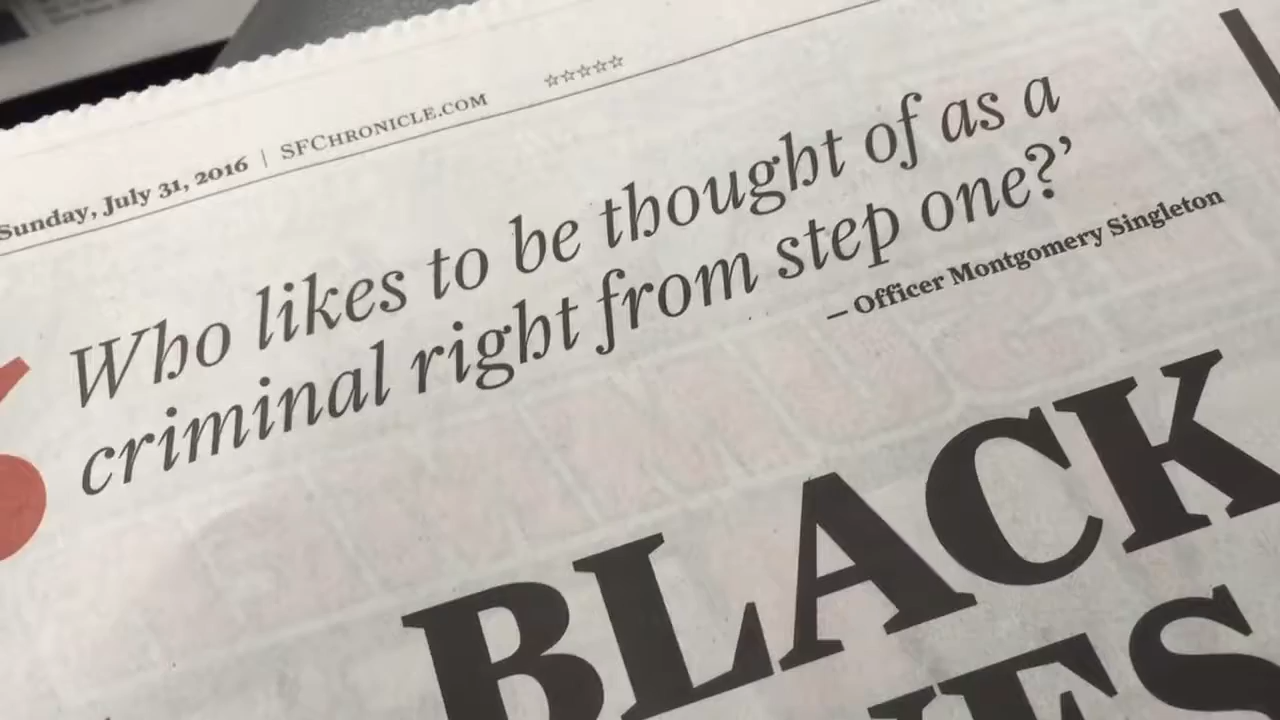 Sunday, July 31, 2016 | SFCHRONICLE.COM ☆☆☆☆☆
‘Who likes to be thought of as a
criminal right from step one?’
– Officer Montgomery Singleton
BLACK